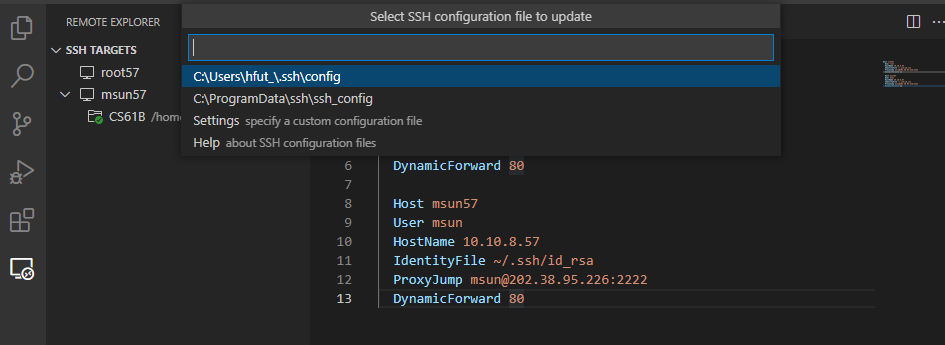 Select SSH configuration file to update
REMOTE EXPLORER
SSH TARGETS
root57
msun57
CS61B /home
C:\Users\hfut_\.ssh\config
C:\ProgramData\ssh\ssh_config
Settings specify a custom configuration file
Help about SSH configuration files
6 DynamicForward 80
7
8 Host msun57
9 User msun
10 HostName 10.10.8.57
11 IdentityFile ~/.ssh/id_rsa
12 ProxyJump msun@202.38.95.226:2222
13 DynamicForward 80